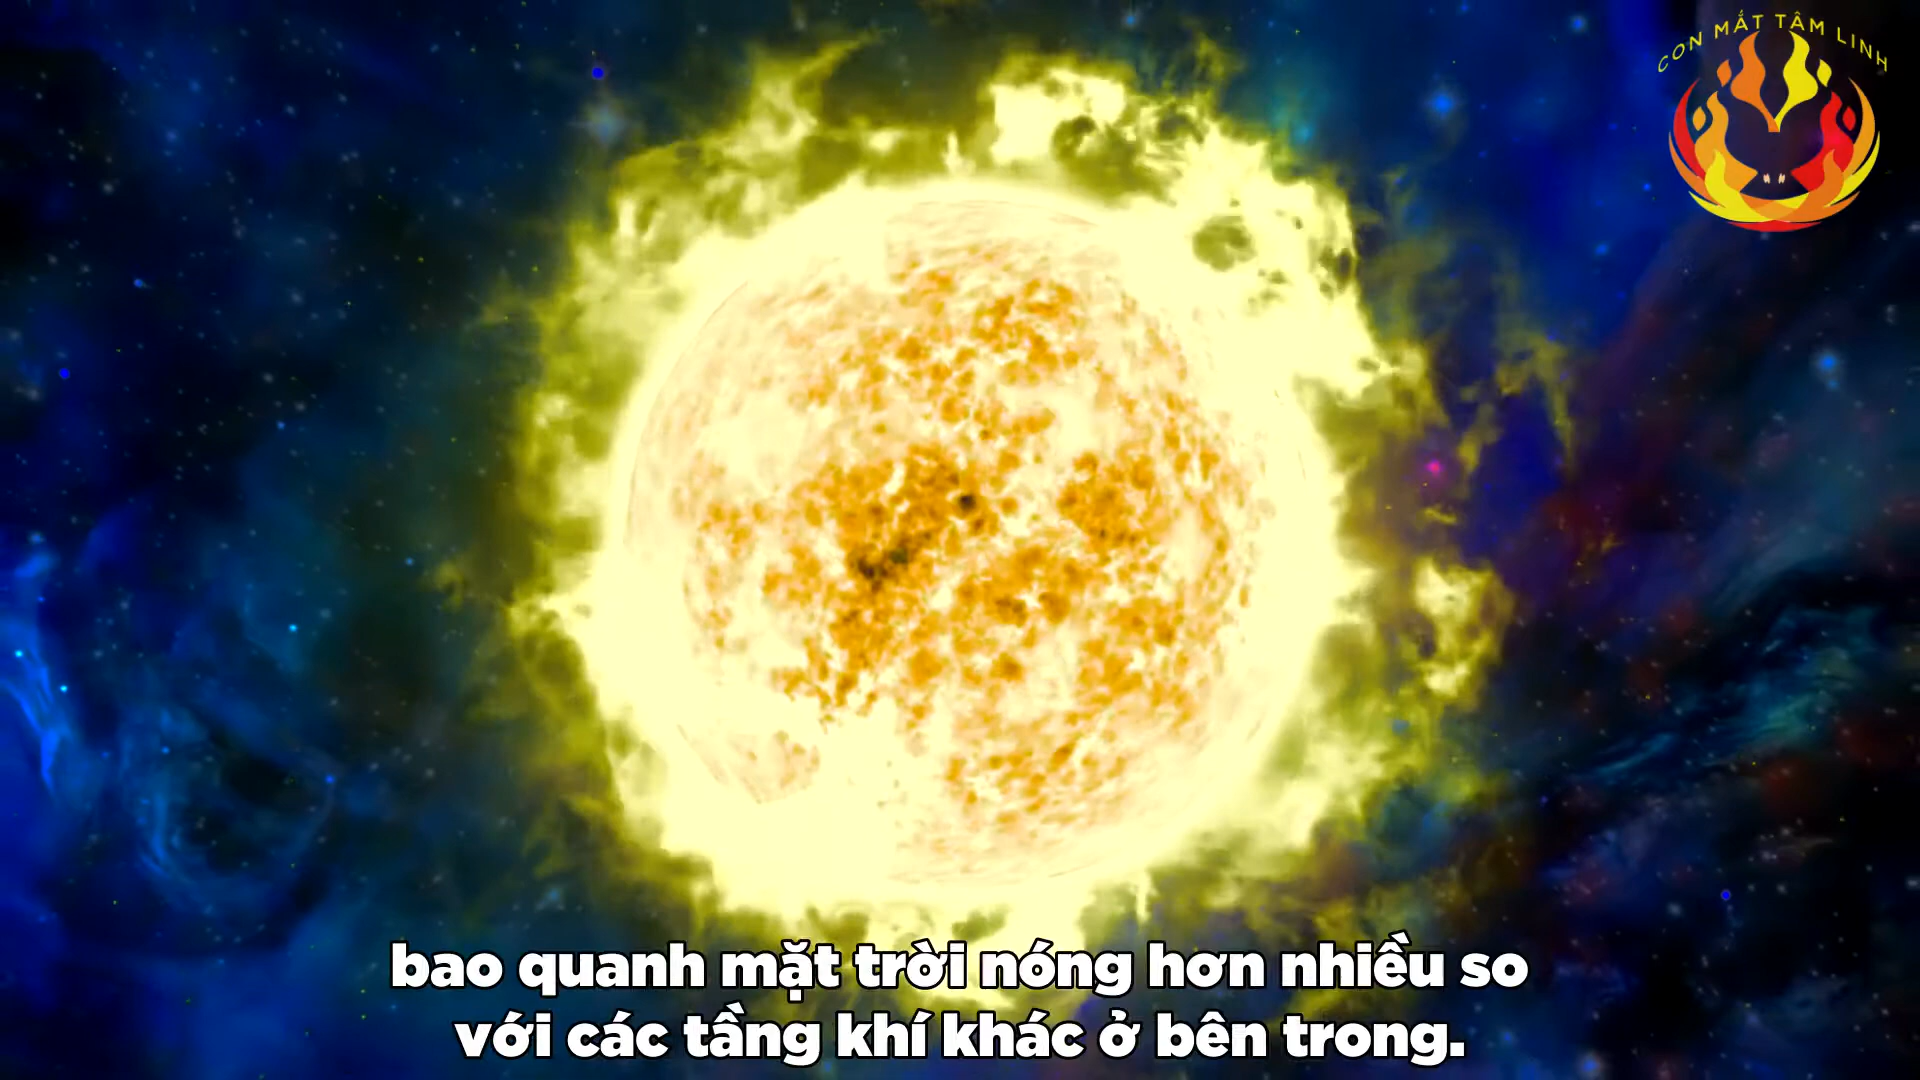 CON MẮT TÂM LINH
bao quanh mặt trời nóng hơn nhiều so
với các tầng khí khác ở bên trong.